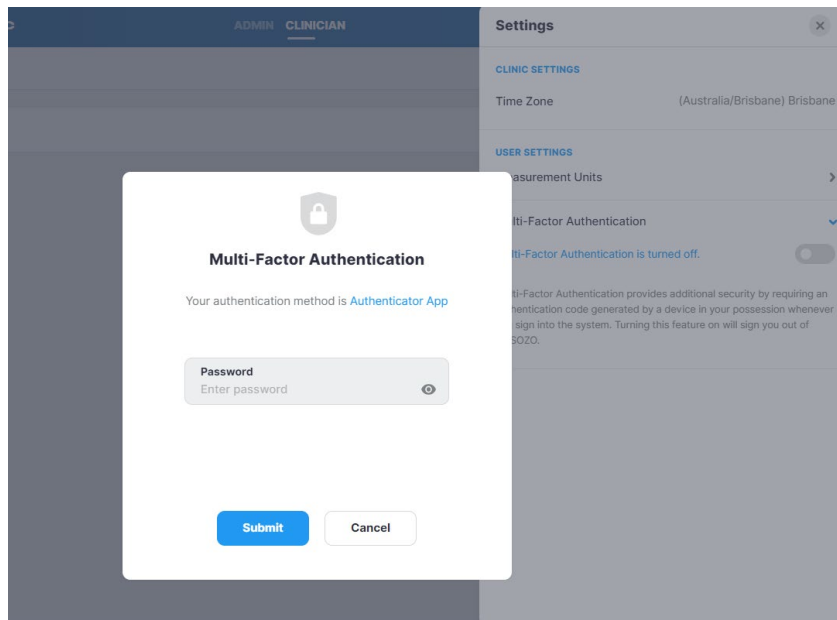 ADMIN CLINICIAN
Settings
CLINIC SETTINGS
Time Zone (Australia/Brisbane) Brisbane
USER SETTINGS
asurement Units
lti-Factor Authentication
lti-Factor Authentication is turned off.
ti-Factor Authentication provides additional security by requiring an
hentication code generated by a device in your possession whenever
sign into the system. Turning this feature on will sign you out of
SOZO.
Multi-Factor Authentication
Your authentication method is Authenticator App
Password
Enter password
Submit Cancel